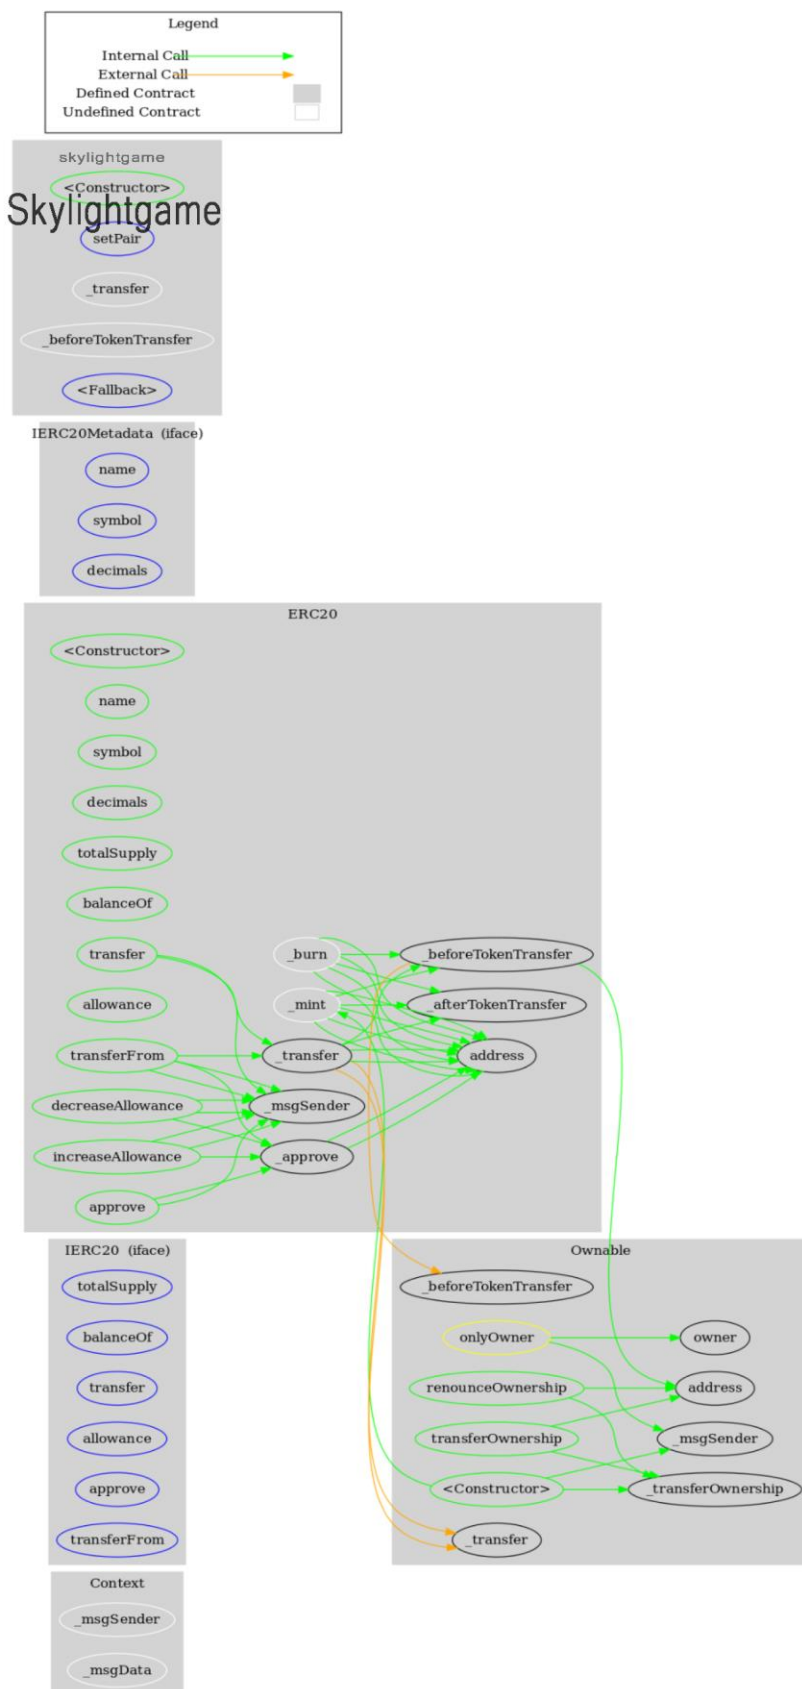 Legend
Internal Call
External Call
Defined Contract
Undefined Contract
skylightgame
<Constructor>
Skylightgame
setPair
_transfer
_beforeTokenTransfer
<Fallback>
IERC20Metadata (iface)
name
symbol
decimals
ERC20
<Constructor>
name
symbol
decimals
totalSupply
balanceOf
transfer
_burn
_beforeTokenTransfer
allowance
_mint
_afterTokenTransfer
transferFrom
_transfer
address
decreaseAllowance
_msgSender
increaseAllowance
_approve
approve
IERC20 (iface)
totalSupply
balanceOf
transfer
allowance
approve
transferFrom
Ownable
_beforeTokenTransfer
onlyOwner
owner
renounceOwnership
address
transferOwnership
_msgSender
<Constructor>
_transferOwnership
_transfer
Context
_msgSender
_msgData